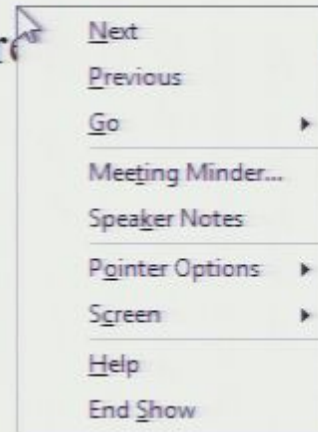 Next
Previous
Go
Meeting Minder...
Speaker Notes
Pointer Options
Screen
Help
End Show